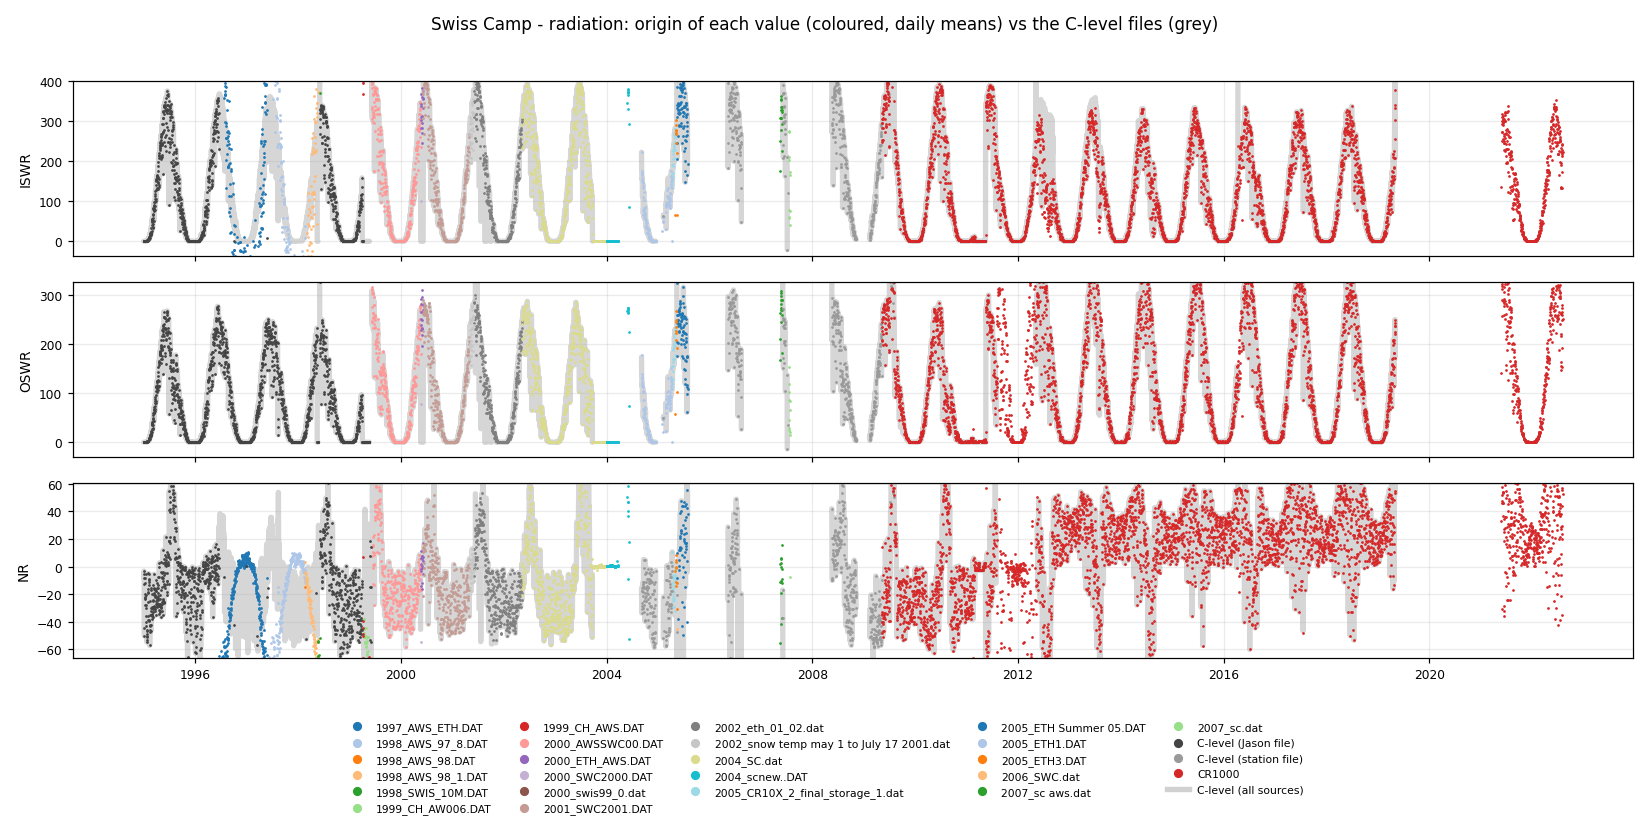 Swiss Camp - radiation: origin of each value (coloured, daily means) vs the C-level files (grey)
400
300
200
100
0
ISWR
300
200
100
0
OSWR
60
40
20
0
−20
−40
−60
NR
1996 2000 2004 2008 2012 2016 2020
1997_AWS_ETH.DAT
1998_AWS_97_8.DAT
1998_AWS_98.DAT
1998_AWS_98_1.DAT
1998_SWIS_10M.DAT
1999_CH_AW006.DAT
1999_CH_AWS.DAT
2000_AWSSWC00.DAT
2000_ETH_AWS.DAT
2000_SWC2000.DAT
2000_swis99_0.dat
2001_SWC2001.DAT
2002_eth_01_02.dat
2002_snow temp may 1 to July 17 2001.dat
2004_SC.dat
2004_scnew..DAT
2005_CR10X_2_final_storage_1.dat
2005_ETH Summer 05.DAT
2005_ETH1.DAT
2005_ETH3.DAT
2006_SWC.dat
2007_sc aws.dat
2007_sc.dat
C-level (Jason file)
C-level (station file)
CR1000
C-level (all sources)